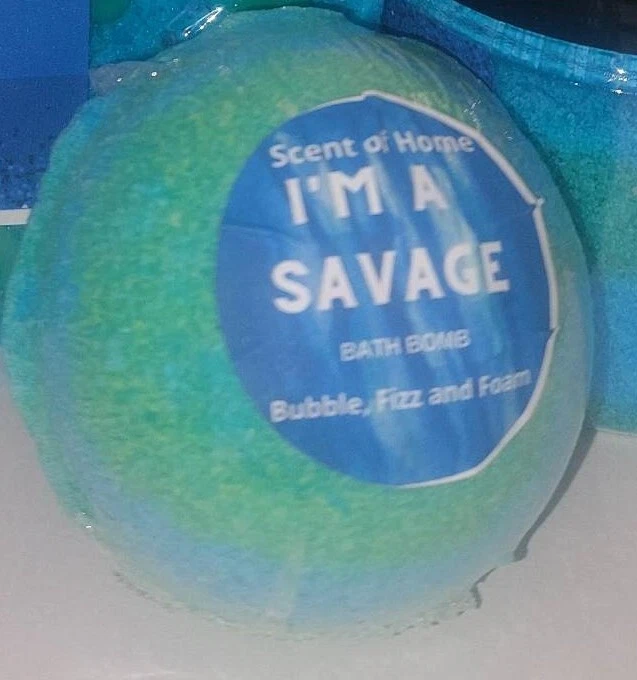 Scent of Home
I'M A
SAVAGE
BATH BOMB
Bubble, Fizz and Foam